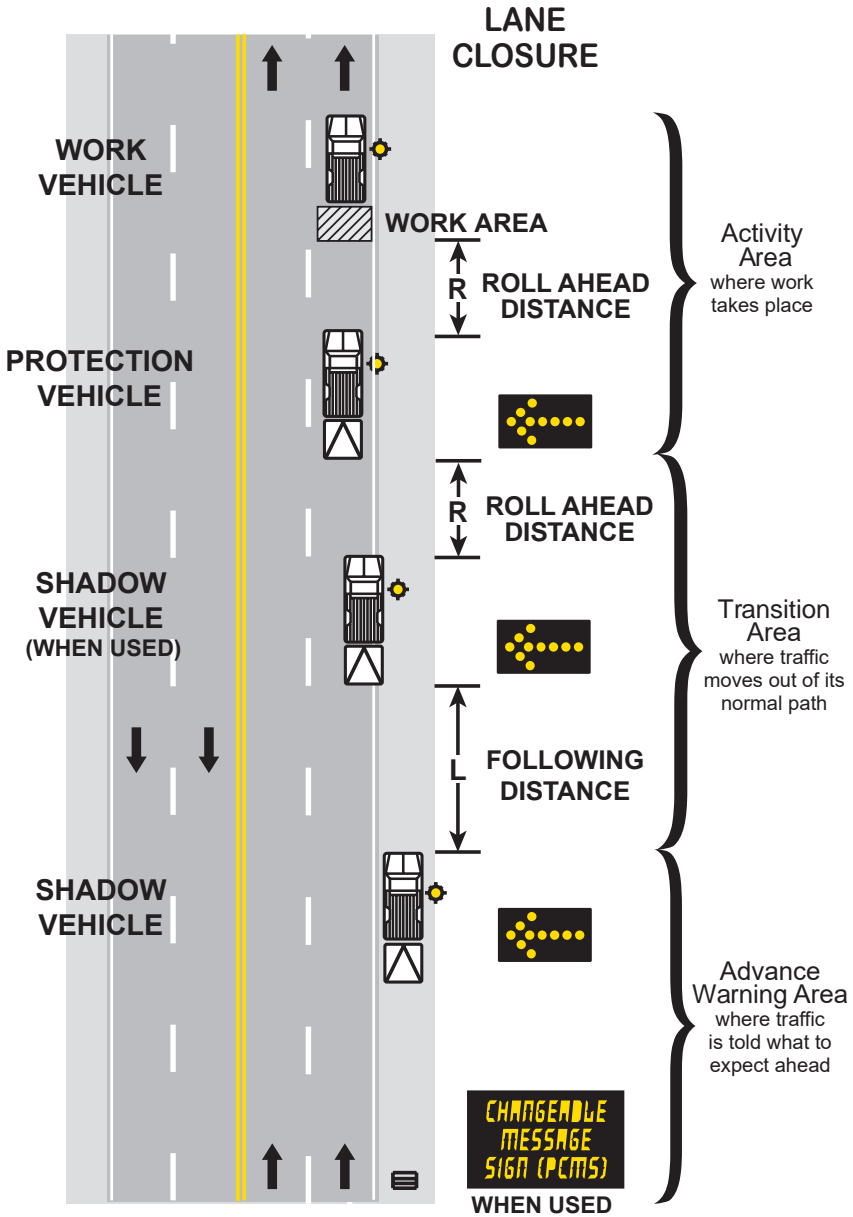 LANE
CLOSURE
WORK
VEHICLE
WORK AREA
R
ROLL AHEAD
DISTANCE
Activity
Area
where work
takes place
PROTECTION
VEHICLE
R
ROLL AHEAD
DISTANCE
SHADOW
VEHICLE
(WHEN USED)
Transition
Area
where traffic
moves out of its
normal path
L
FOLLOWING
DISTANCE
SHADOW
VEHICLE
Advance
Warning Area
where traffic
is told what to
expect ahead
CHANGEABLE
MESSAGE
SIGN (PCMS)
WHEN USED